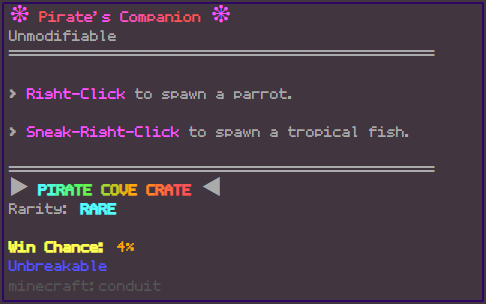 ❇ Pirate's Companion ❇
Unmodifiable
> Right-Click to spawn a parrot.
> Sneak-Right-Click to spawn a tropical fish.
▶ PIRATE COVE CRATE ◀
Rarity: RARE
Win Chance: 4%
Unbreakable
minecraft:conduit